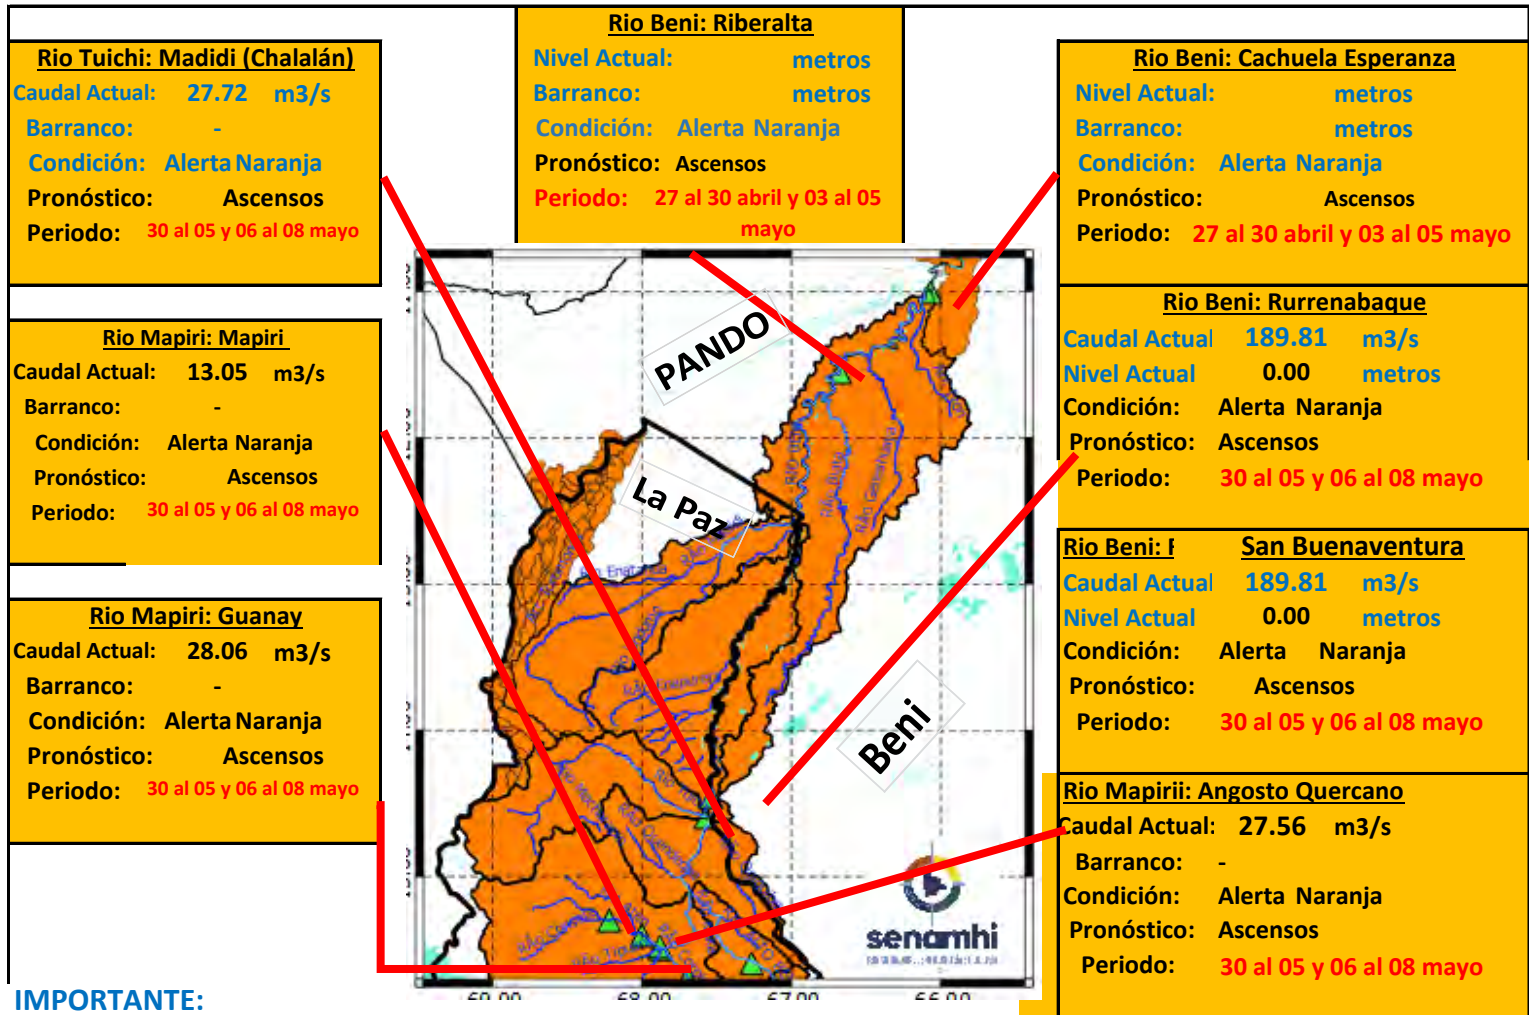 Rio Tuichi: Madidi (Chalalán)
Caudal Actual: 27.72 m3/s
Barranco: -
Condición: Alerta Naranja
Pronóstico: Ascensos
Periodo: 30 al 05 y 06 al 08 mayo
Rio Mapiri: Mapiri
Caudal Actual: 13.05 m3/s
Barranco: -
Condición: Alerta Naranja
Pronóstico: Ascensos
Periodo: 30 al 05 y 06 al 08 mayo
Rio Mapiri: Guanay
Caudal Actual: 28.06 m3/s
Barranco: -
Condición: Alerta Naranja
Pronóstico: Ascensos
Periodo: 30 al 05 y 06 al 08 mayo
Rio Beni: Riberalta
Nivel Actual: metros
Barranco: metros
Condición: Alerta Naranja
Pronóstico: Ascensos
Periodo: 27 al 30 abril y 03 al 05
mayo
PANDO
La Paz
Beni
senamhi
69.00 68.00 67.00 66.00
Rio Beni: Cachuela Esperanza
Nivel Actual: metros
Barranco: metros
Condición: Alerta Naranja
Pronóstico: Ascensos
Periodo: 27 al 30 abril y 03 al 05 mayo
Rio Beni: Rurrenabaque
Caudal Actual 189.81 m3/s
Nivel Actual 0.00 metros
Condición: Alerta Naranja
Pronóstico: Ascensos
Periodo: 30 al 05 y 06 al 08 mayo
Rio Beni: San Buenaventura
Caudal Actual 189.81 m3/s
Nivel Actual 0.00 metros
Condición: Alerta Naranja
Pronóstico: Ascensos
Periodo: 30 al 05 y 06 al 08 mayo
Rio Mapirii: Angosto Quercano
Caudal Actual: 27.56 m3/s
Barranco: -
Condición: Alerta Naranja
Pronóstico: Ascensos
Periodo: 30 al 05 y 06 al 08 mayo
IMPORTANTE: